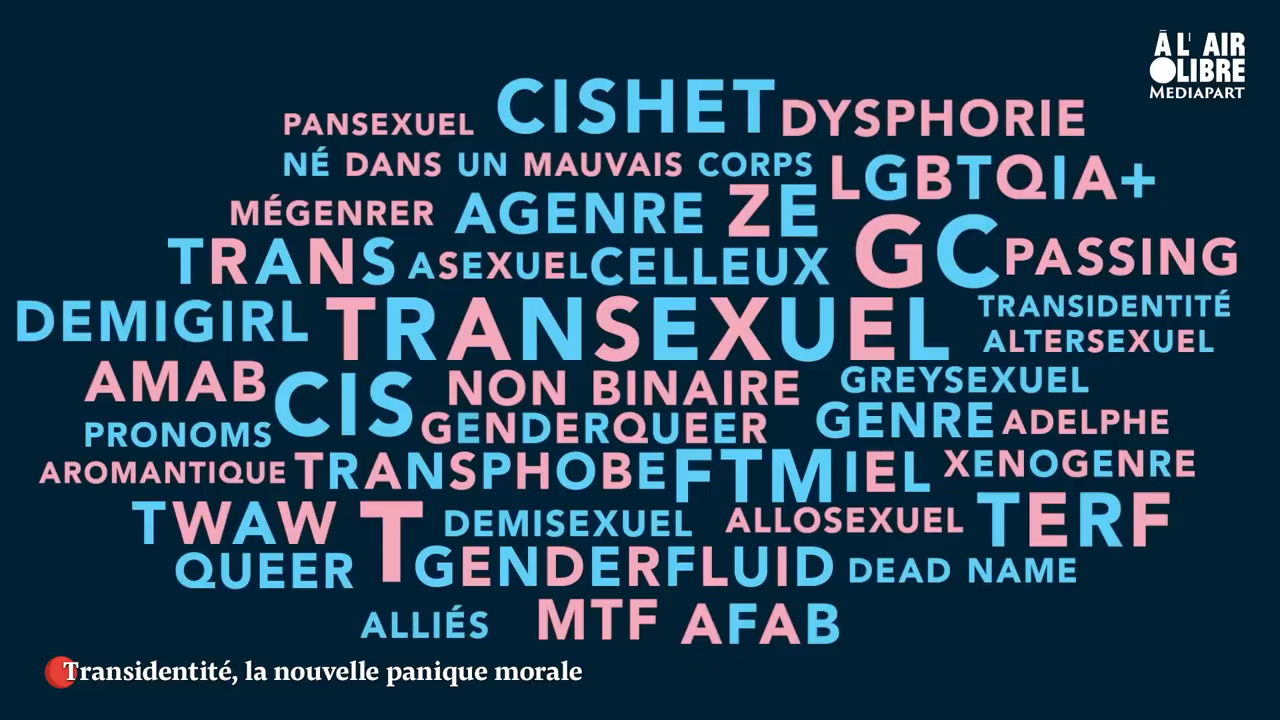 À L' AIR
LIBRE
MEDIAPART
PANSEXUEL CISHET DYSPHORIE
NÉ DANS UN MAUVAIS CORPS LGBTQIA+
MÉGENRER AGENRE ZE
TRANS ASEXUEL CELLEUX GC PASSING
DEMIGIRL TRANSEXUEL TRANSIDENTITÉ
ALTERSEXUEL
AMAB CIS NON BINAIRE GREYSEXUEL
PRONOMS GENDERQUEER GENRE ADELPHE
AROMANTIQUE TRANSPHOBE FTM IEL XENOGENRE
TWAW T DEMISEXUEL ALLOSEXUEL TERF
QUEER GENDERFLUID DEAD NAME
ALLIÉS MTF AFAB
Transidentité, la nouvelle panique morale